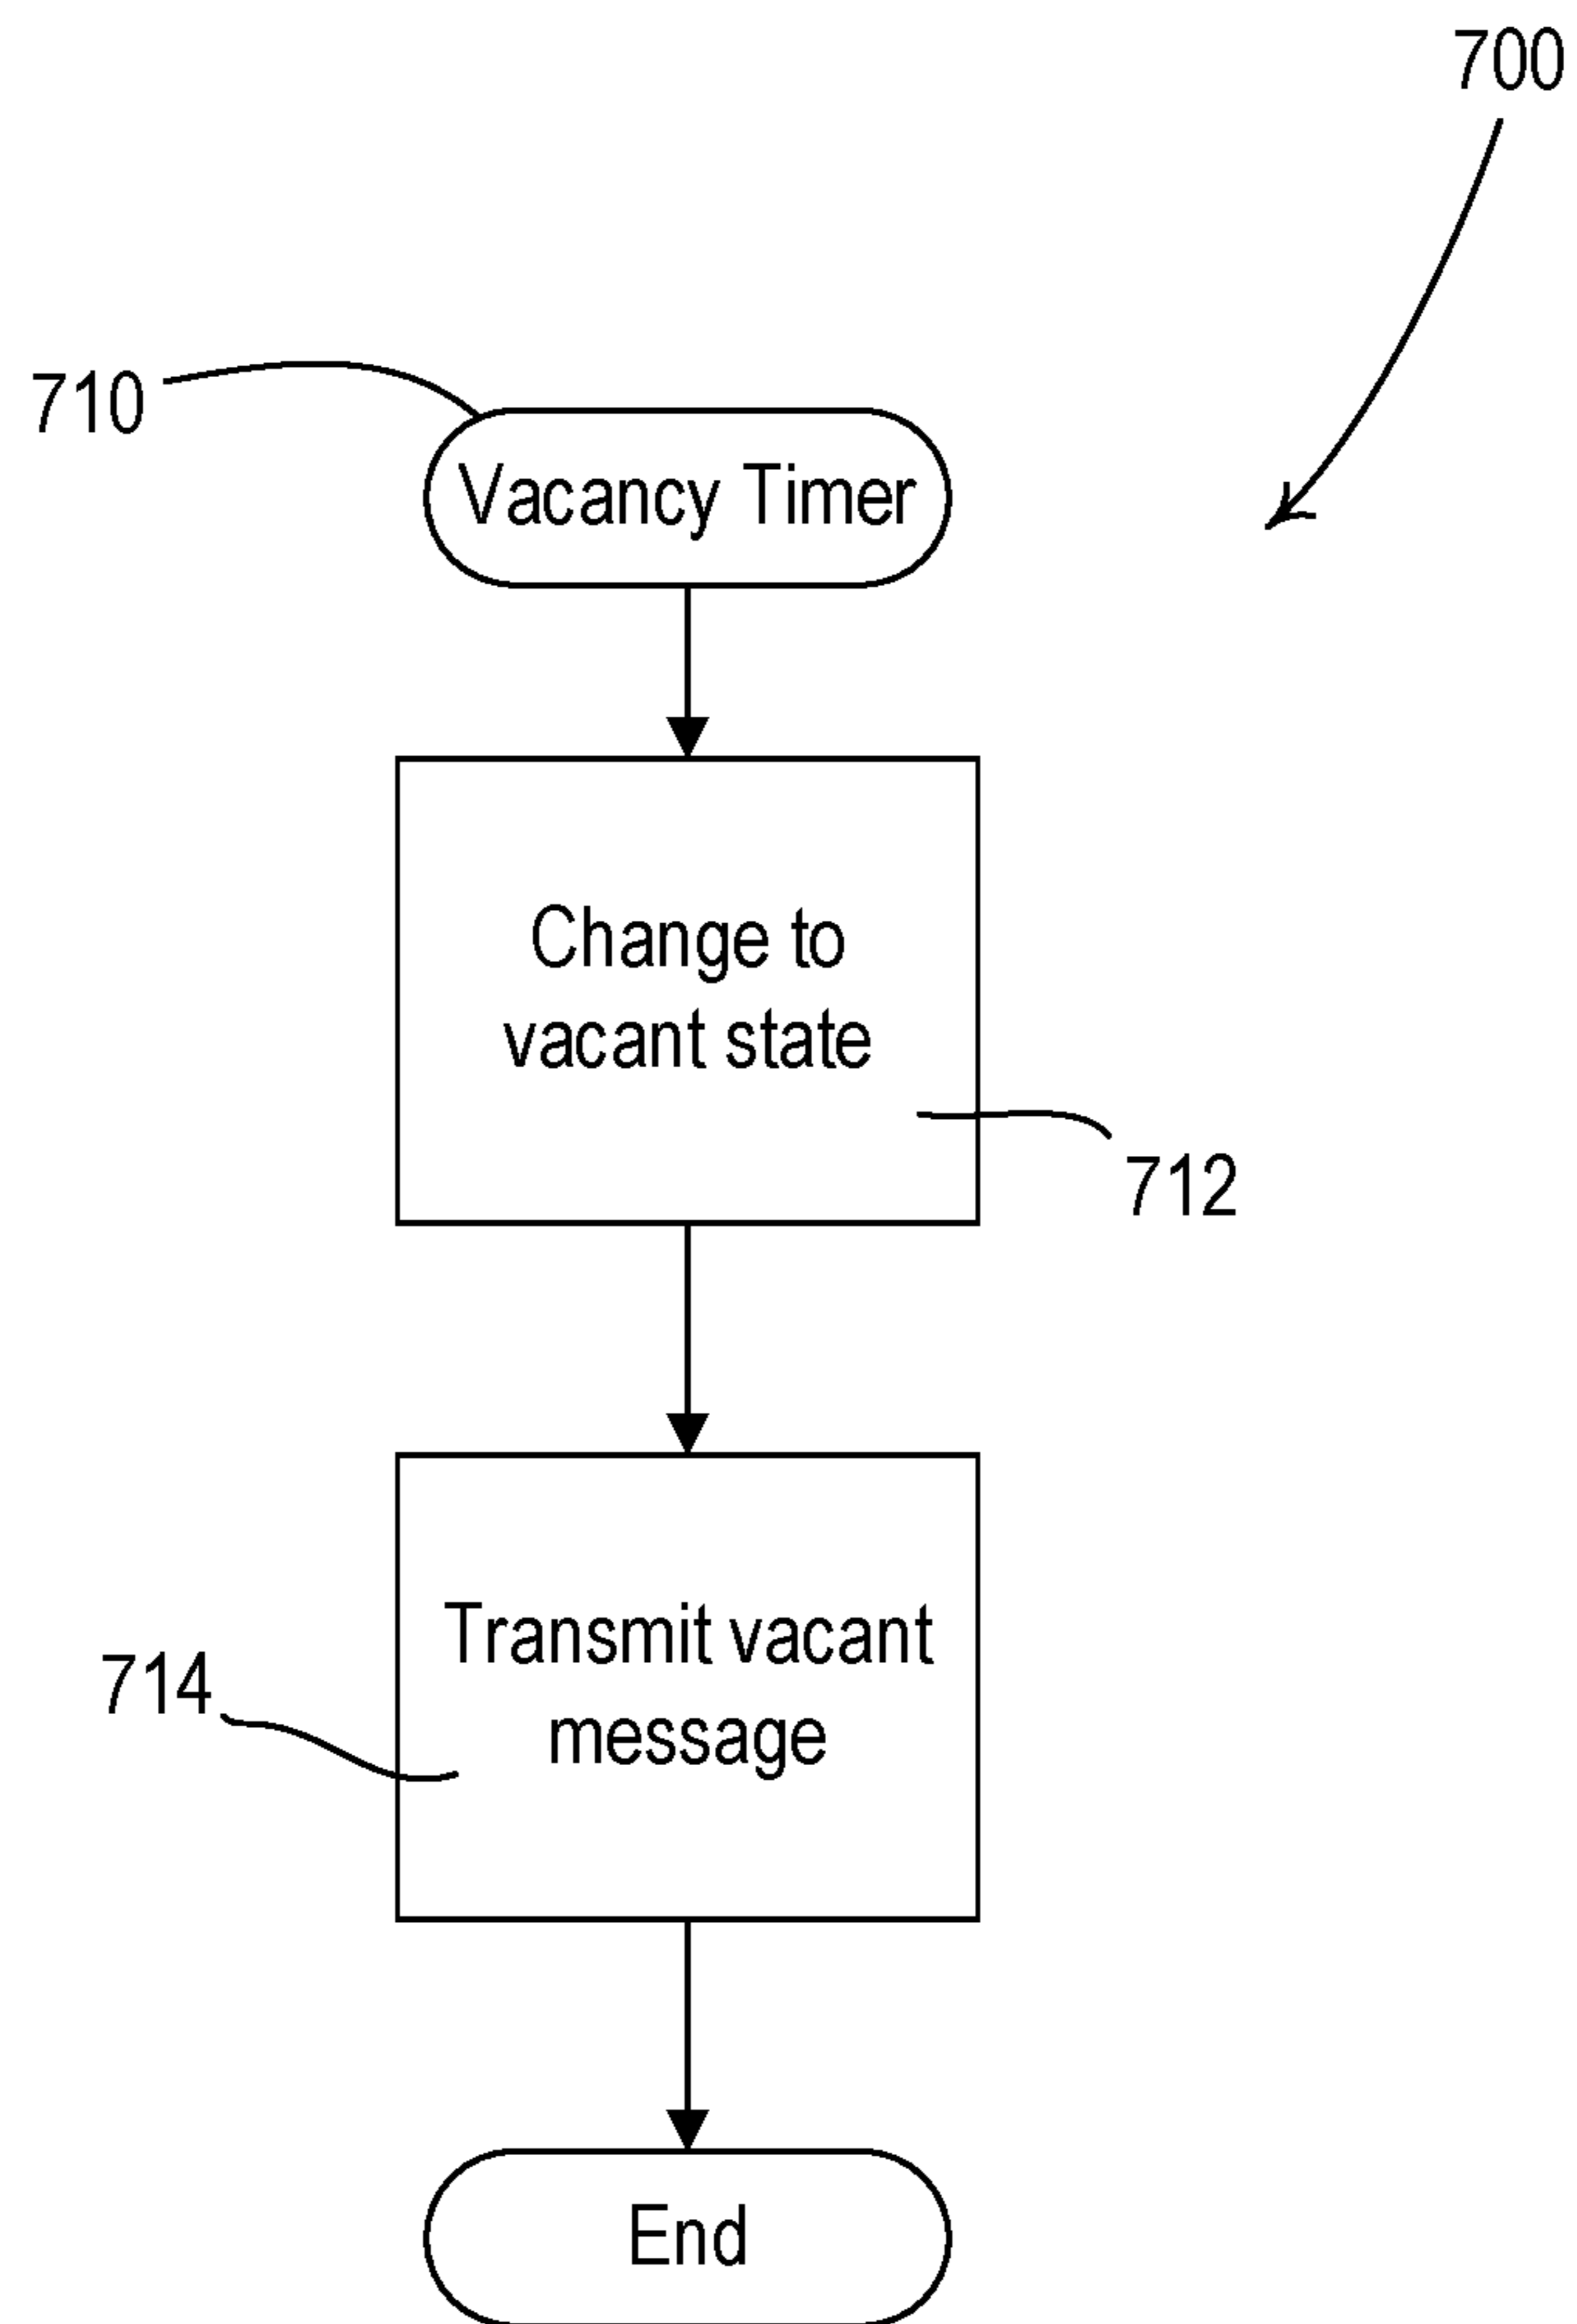 700
710
Vacancy Timer
Change to
vacant state
712
Transmit vacant
714
message
End